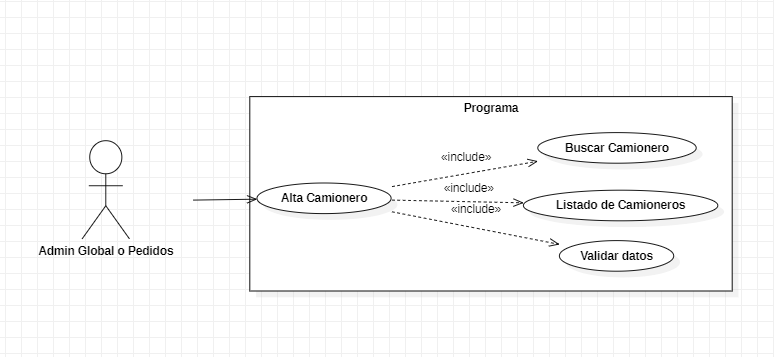 Programa
«include»
Buscar Camionero
«include»
Alta Camionero
Listado de Camioneros
«include»
Admin Global o Pedidos
Validar datos